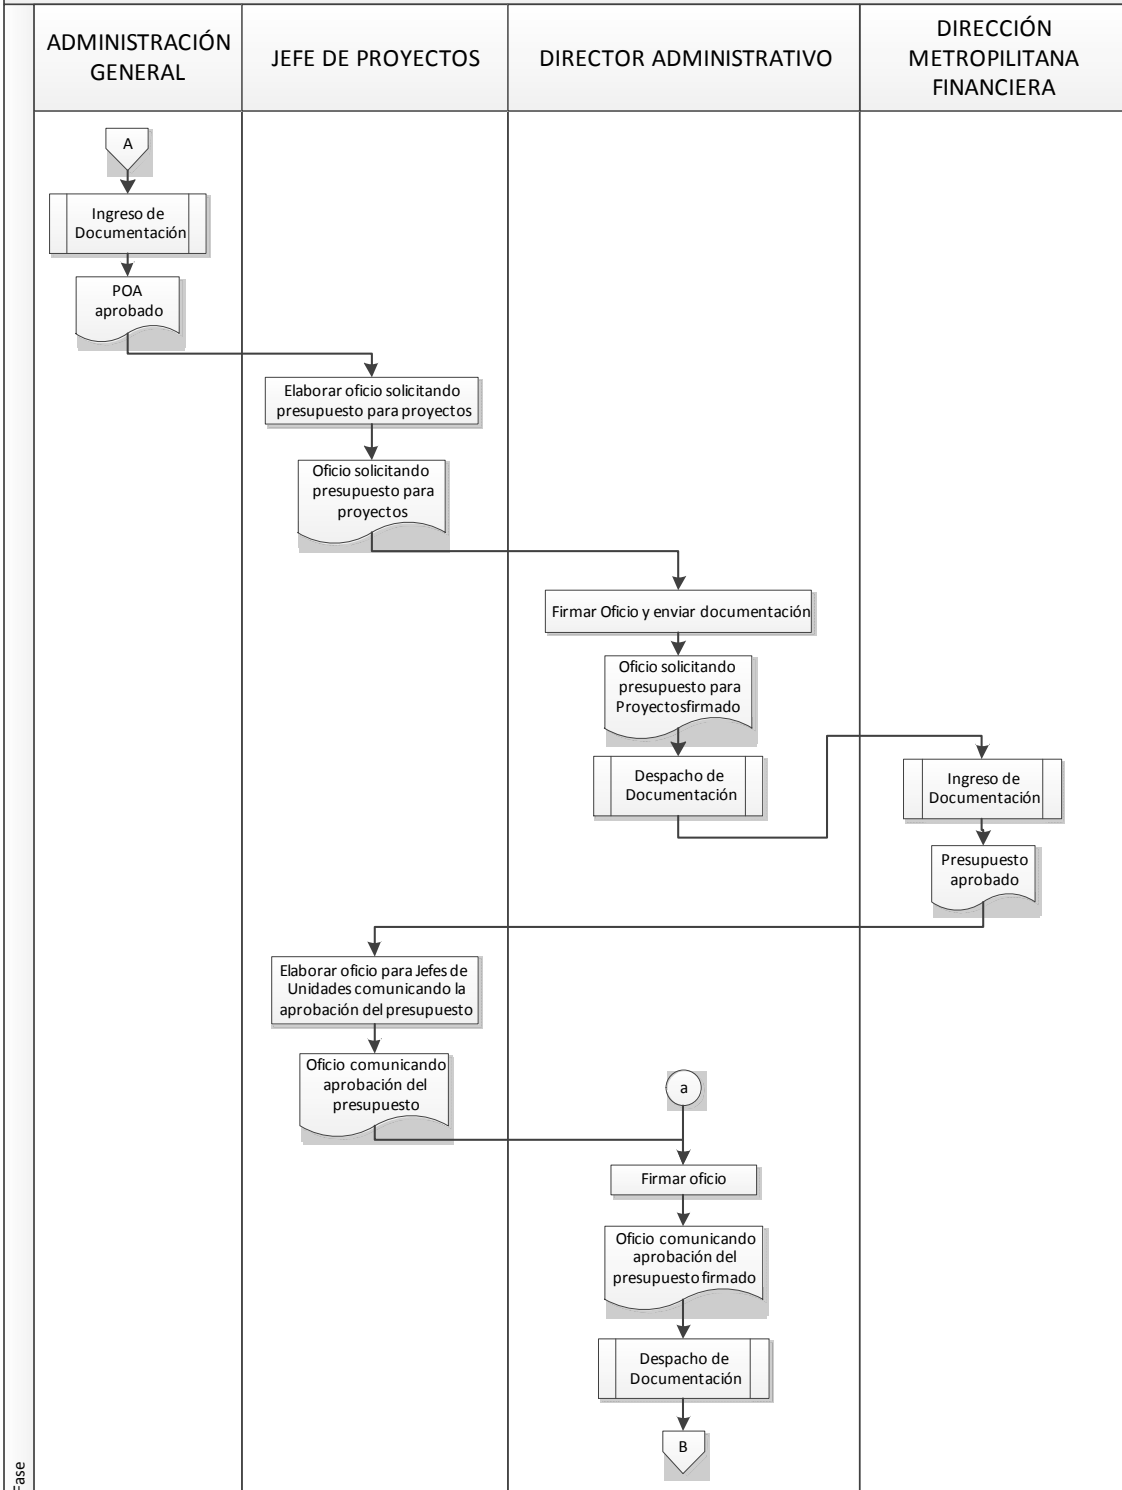 ADMINISTRACIÓN
GENERAL
JEFE DE PROYECTOS
DIRECTOR ADMINISTRATIVO
DIRECCIÓN
METROPILITANA
FINANCIERA
A
Ingreso de
Documentación
POA
aprobado
Elaborar oficio solicitando
presupuesto para proyectos
Oficio solicitando
presupuesto para
proyectos
Firmar Oficio y enviar documentación
Oficio solicitando
presupuesto para
Proyectosfirmado
Despacho de
Documentación
Ingreso de
Documentación
Presupuesto
aprobado
Elaborar oficio para Jefes de
Unidades comunicando la
aprobación del presupuesto
Oficio comunicando
aprobación del
presupuesto
a
Firmar oficio
Oficio comunicando
aprobación del
presupuesto firmado
Despacho de
Documentación
B
Fase